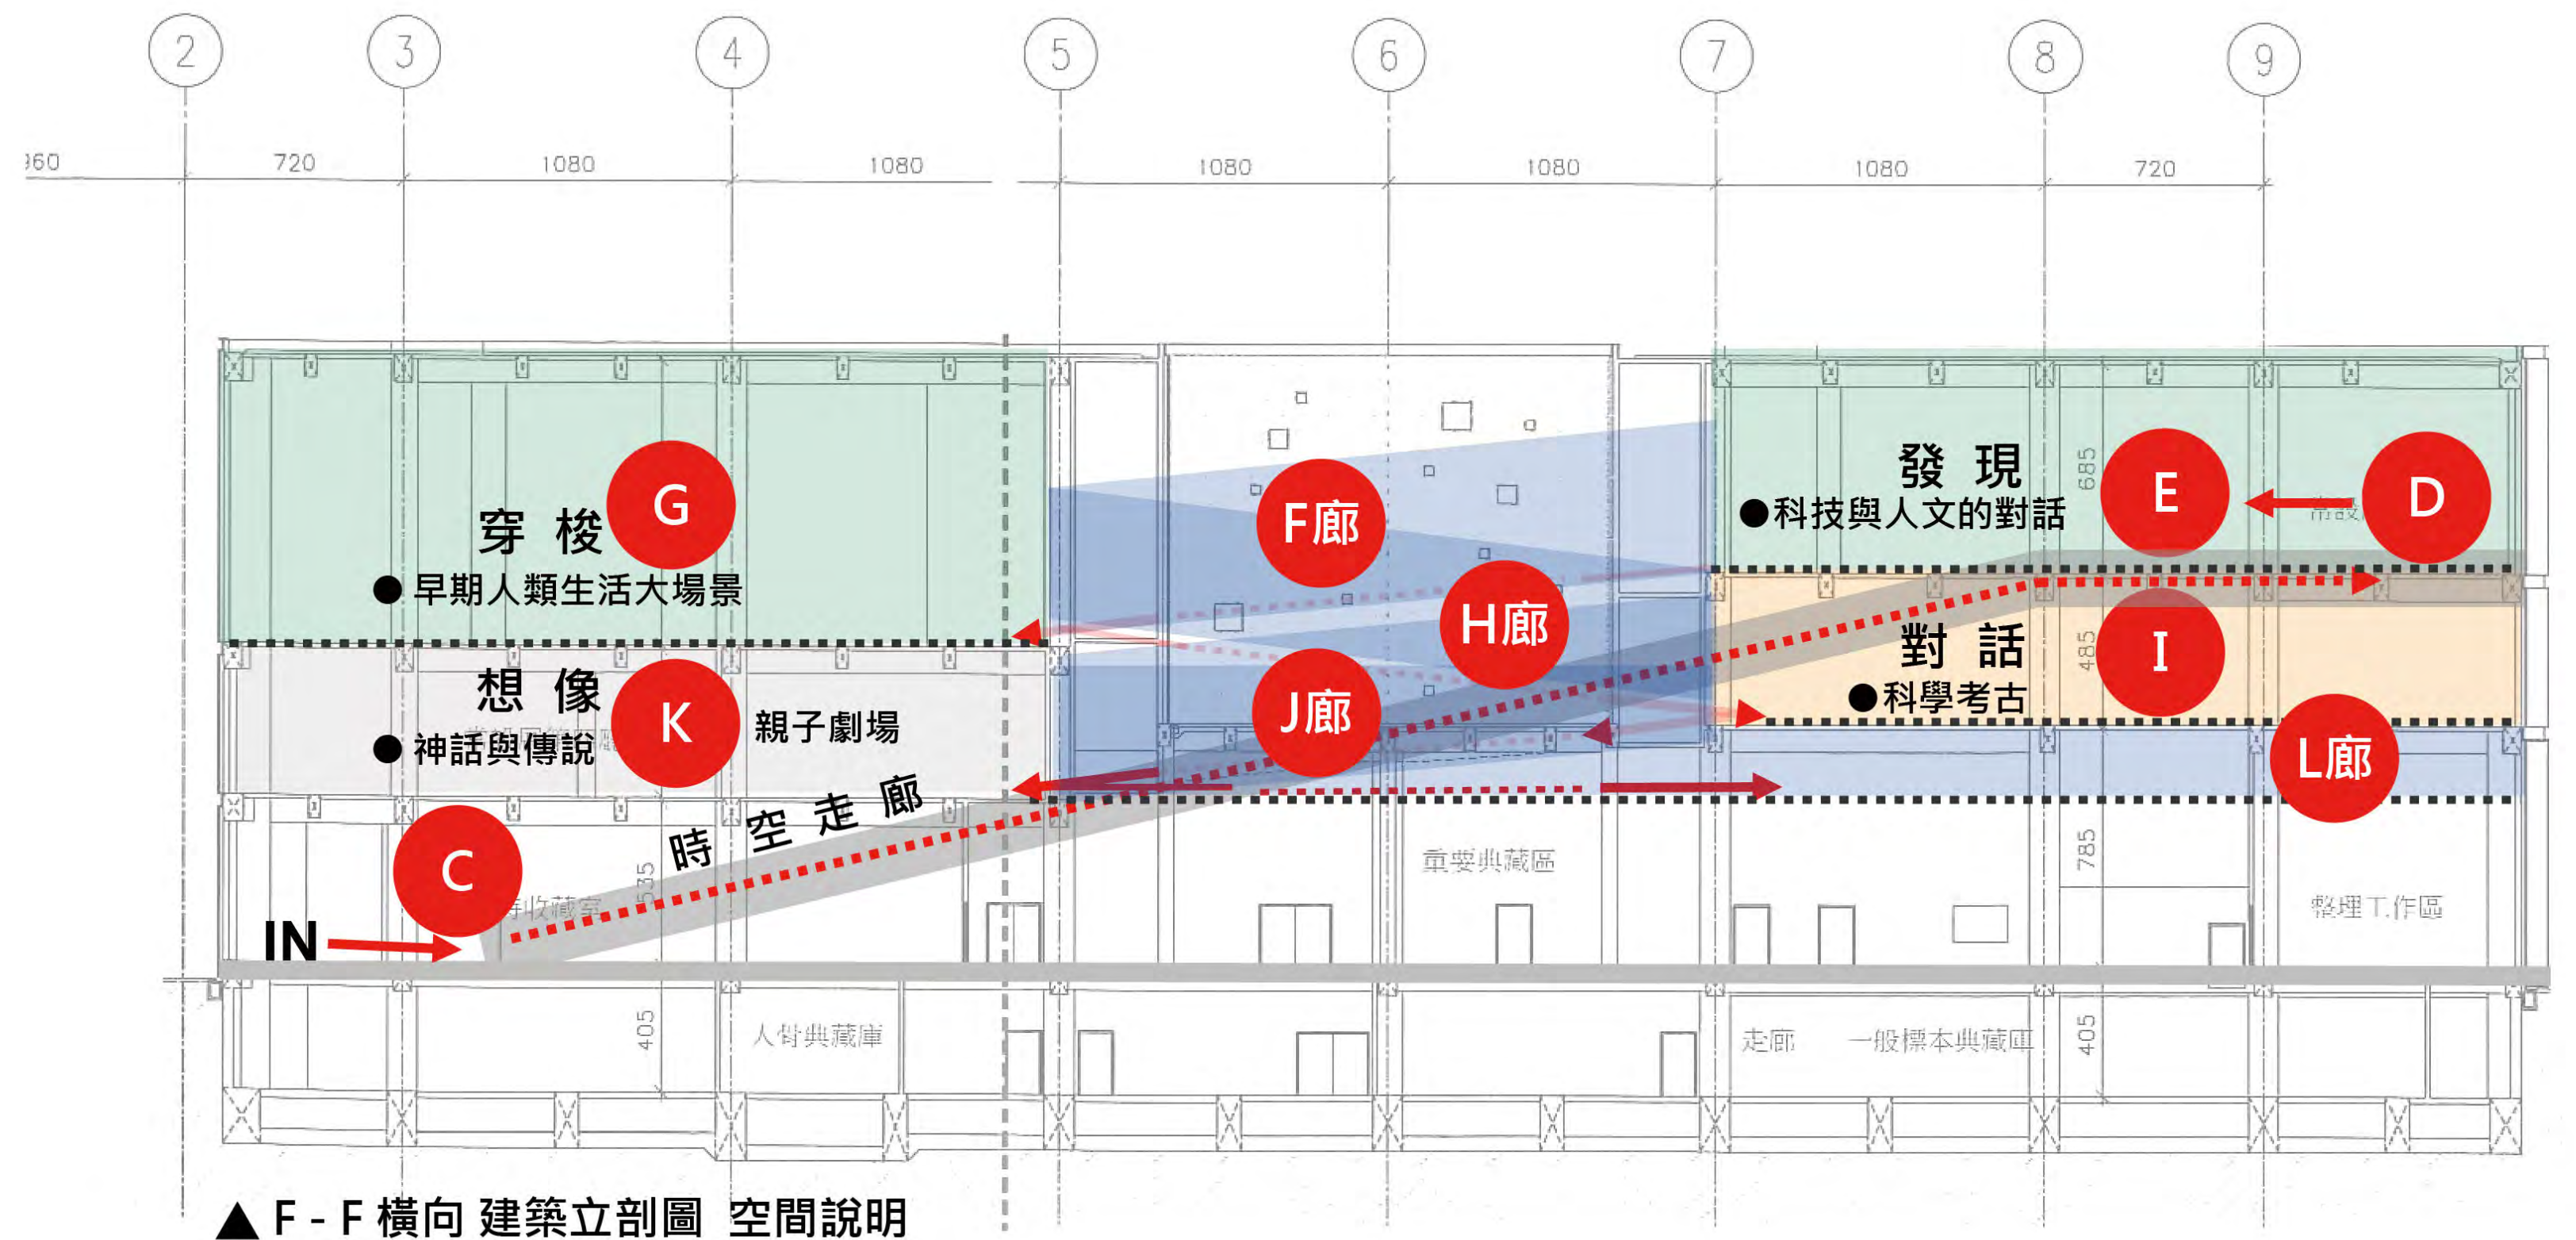 2 3 4 5 6 7 8 9
720 1080 1080 1080 1080 1080 720
發現
G E D
F廊
●科技與人文的對話
685
穿梭
●早期人類生活大場景
H廊
對話
I
485
想像
K
J廊
●科學考古
親子劇場
●神話與傳說
L廊
時空走廊
C
785
重要典藏區
收藏室
整理工作區
IN
405
人骨典藏庫
走廊
一般標本典藏庫
405
▲ F - F 橫向 建築立剖圖 空間說明